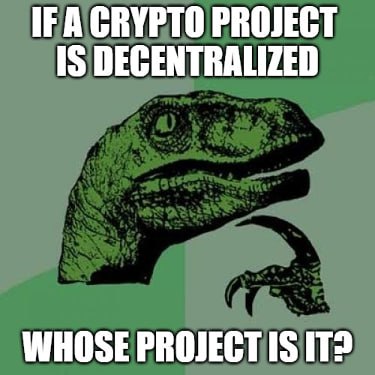 IF A CRYPTO PROJECT
IS DECENTRALIZED
WHOSE PROJECT IS IT?